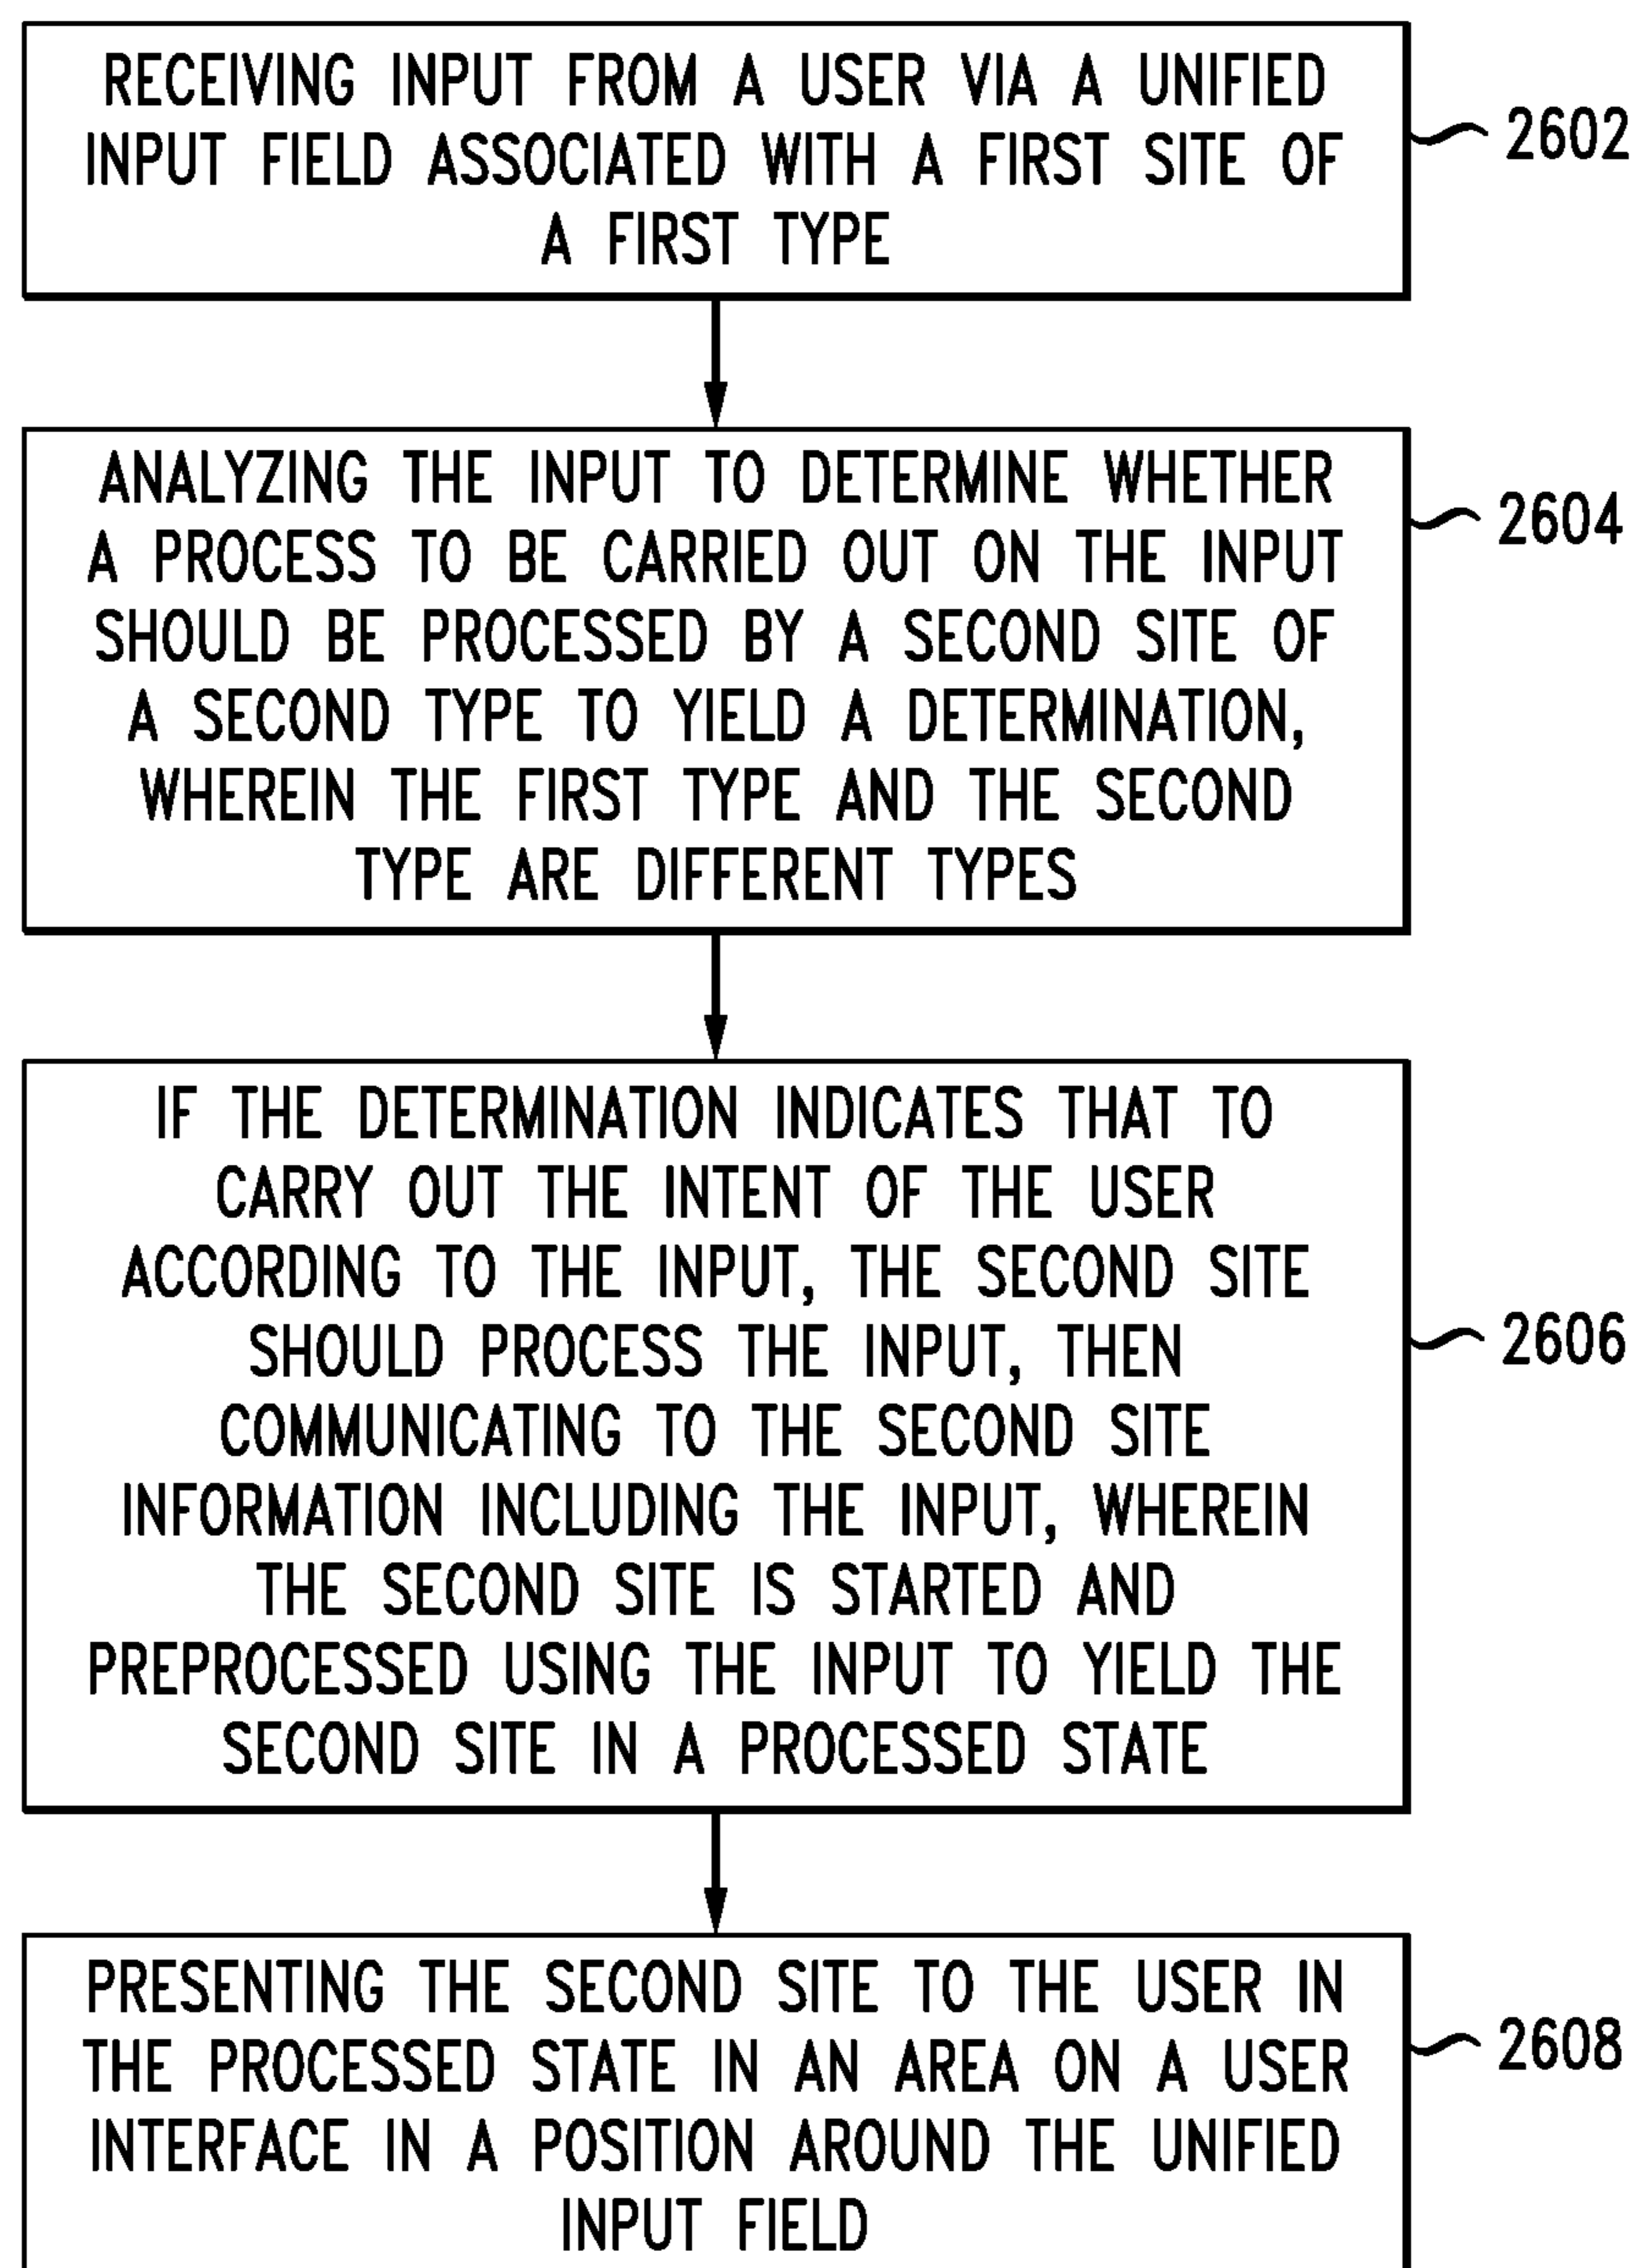 RECEIVING INPUT FROM A USER VIA A UNIFIED
INPUT FIELD ASSOCIATED WITH A FIRST SITE OF
A FIRST TYPE
2602
ANALYZING THE INPUT TO DETERMINE WHETHER
A PROCESS TO BE CARRIED OUT ON THE INPUT
SHOULD BE PROCESSED BY A SECOND SITE OF
A SECOND TYPE TO YIELD A DETERMINATION,
WHEREIN THE FIRST TYPE AND THE SECOND
TYPE ARE DIFFERENT TYPES
2604
IF THE DETERMINATION INDICATES THAT TO
CARRY OUT THE INTENT OF THE USER
ACCORDING TO THE INPUT, THE SECOND SITE
SHOULD PROCESS THE INPUT, THEN
COMMUNICATING TO THE SECOND SITE
INFORMATION INCLUDING THE INPUT, WHEREIN
THE SECOND SITE IS STARTED AND
PREPROCESSED USING THE INPUT TO YIELD THE
SECOND SITE IN A PROCESSED STATE
2606
PRESENTING THE SECOND SITE TO THE USER IN
THE PROCESSED STATE IN AN AREA ON A USER
INTERFACE IN A POSITION AROUND THE UNIFIED
INPUT FIELD
2608